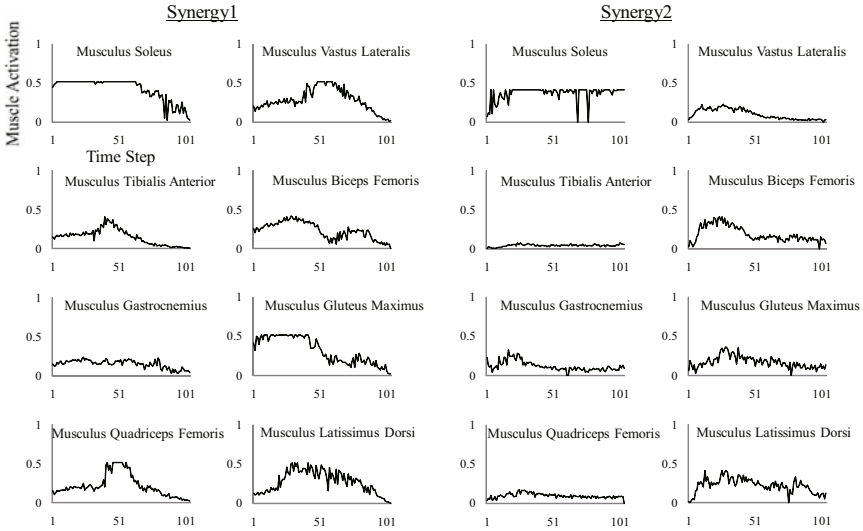 Synergy1 Synergy2
Muscle Activation
Musculus Soleus Musculus Vastus Lateralis Musculus Soleus Musculus Vastus Lateralis
1 1 1 1
0.5 0.5 0.5 0.5
0 0 0 0
1 51 101 1 51 101 1 51 101 1 51 101
Time Step
Musculus Tibialis Anterior Musculus Biceps Femoris Musculus Tibialis Anterior Musculus Biceps Femoris
1 1 1 1
0.5 0.5 0.5 0.5
0 0 0 0
1 51 101 1 51 101 1 51 101 1 51 101
Musculus Gastrocnemius Musculus Gluteus Maximus Musculus Gastrocnemius Musculus Gluteus Maximus
1 1 1 1
0.5 0.5 0.5 0.5
0 0 0 0
1 51 101 1 51 101 1 51 101 1 51 101
Musculus Quadriceps Femoris Musculus Latissimus Dorsi Musculus Quadriceps Femoris Musculus Latissimus Dorsi
1 1 1 1
0.5 0.5 0.5 0.5
0 0 0 0
1 51 101 1 51 101 1 51 101 1 51 101